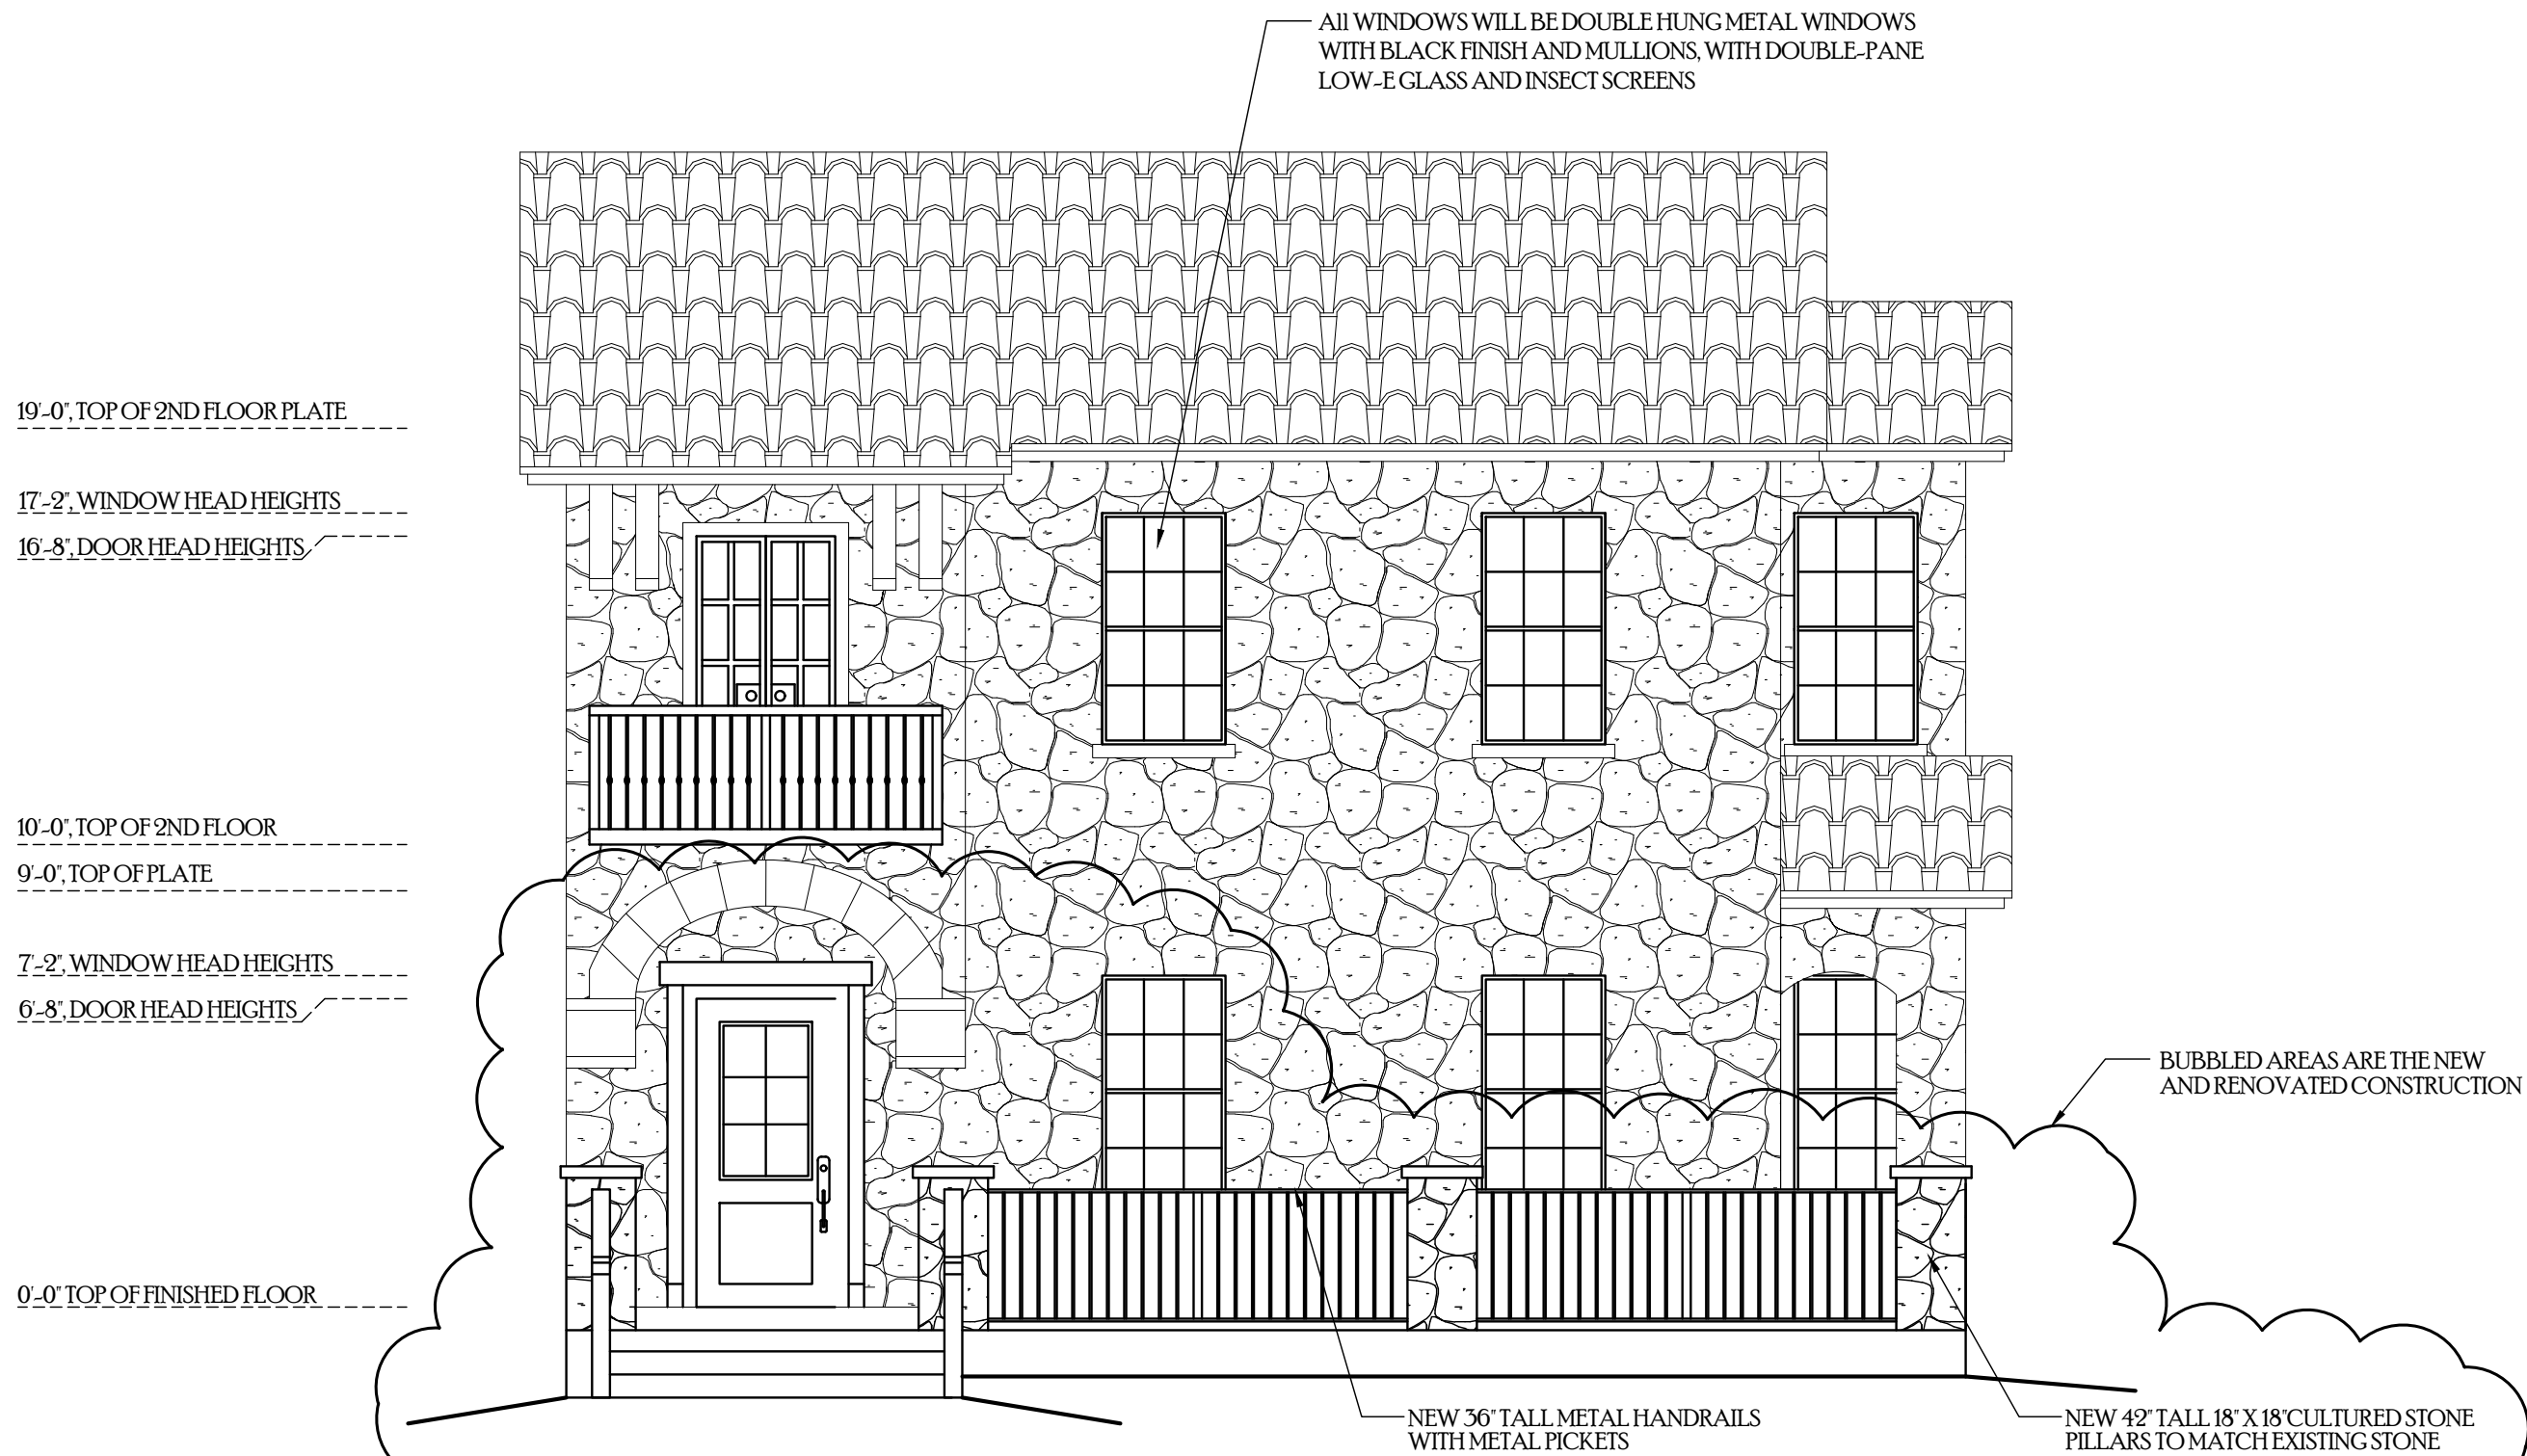 All WINDOWS WILL BE DOUBLE HUNG METAL WINDOWS
WITH BLACK FINISH AND MULLIONS, WITH DOUBLE-PANE
LOW-E GLASS AND INSECT SCREENS
19'-0", TOP OF 2ND FLOOR PLATE
17'-2", WINDOW HEAD HEIGHTS
16'-8", DOOR HEAD HEIGHTS
10'-0", TOP OF 2ND FLOOR
9'-0", TOP OF PLATE
7'-2", WINDOW HEAD HEIGHTS
6'-8", DOOR HEAD HEIGHTS
BUBBLED AREAS ARE THE NEW
AND RENOVATED CONSTRUCTION
0'-0" TOP OF FINISHED FLOOR
NEW 36" TALL METAL HANDRAILS
WITH METAL PICKETS
NEW 42" TALL 18" X 18"CULTURED STONE
PILLARS TO MATCH EXISTING STONE